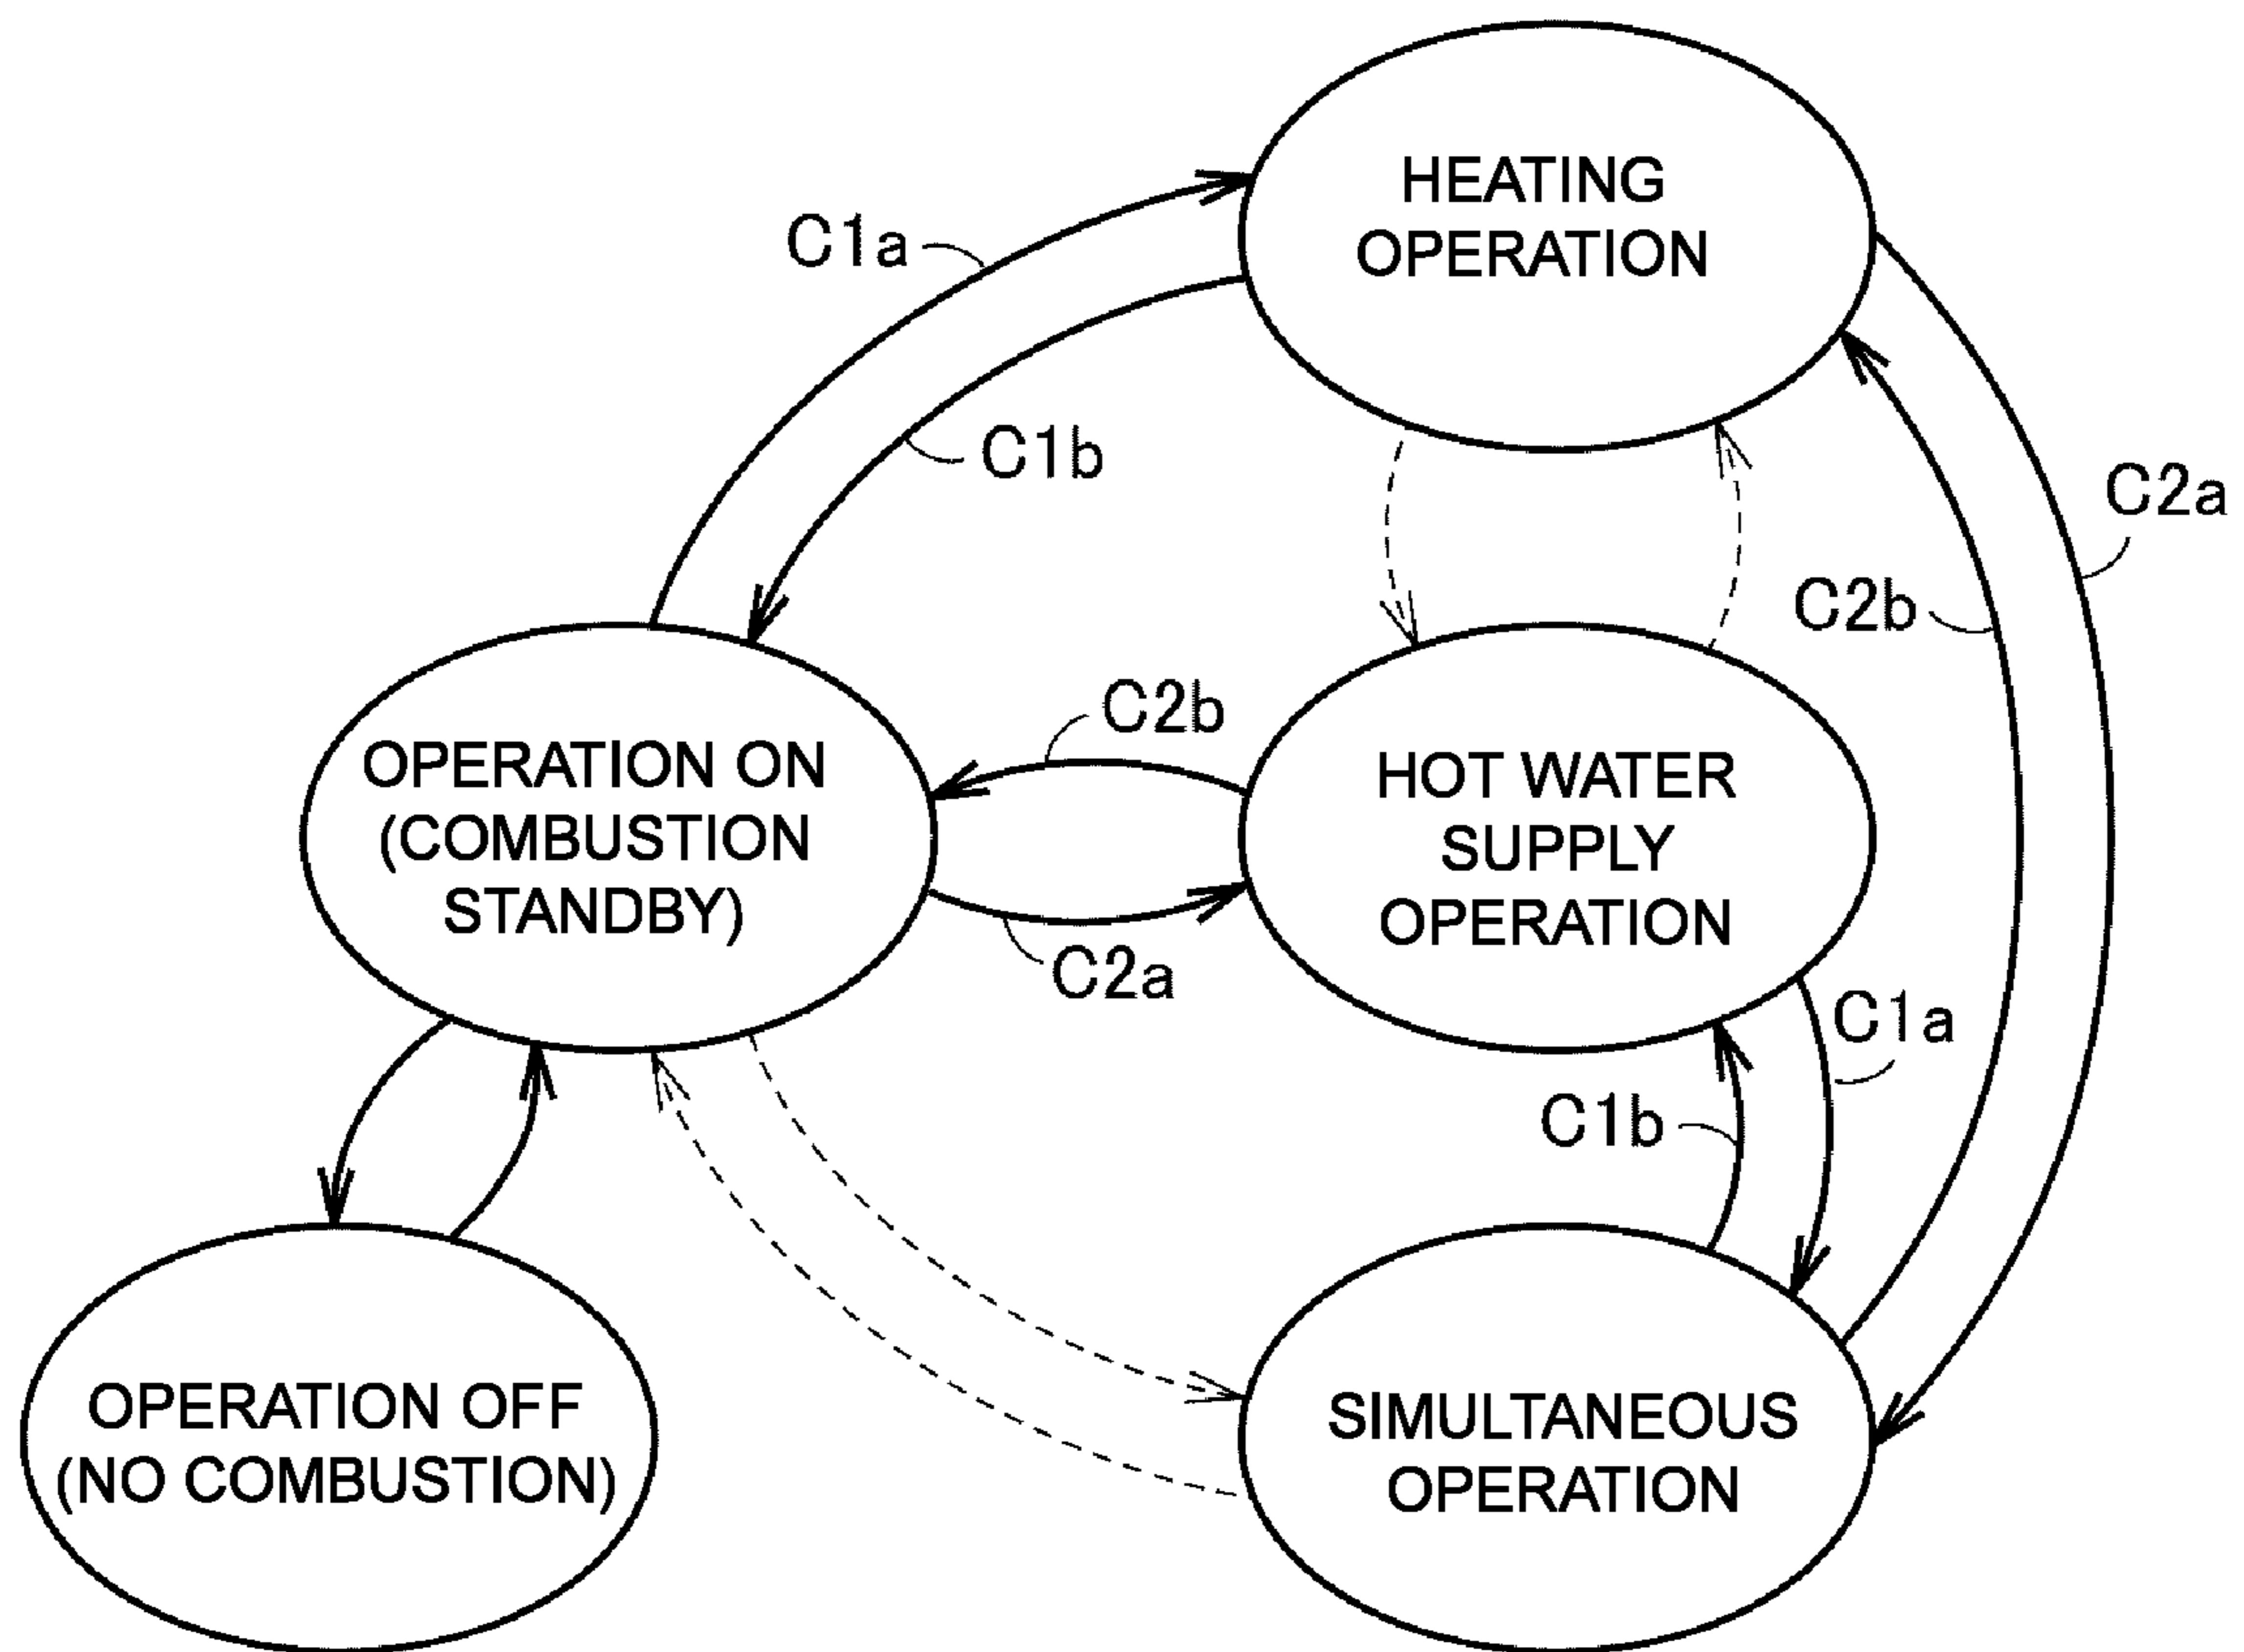 HEATING
OPERATION
C1a
C1b
C2a
C2b
C2b
OPERATION ON
(COMBUSTION
STANDBY)
HOT WATER
SUPPLY
OPERATION
C2a
C1a
C1b
OPERATION OFF
(NO COMBUSTION)
SIMULTANEOUS
OPERATION